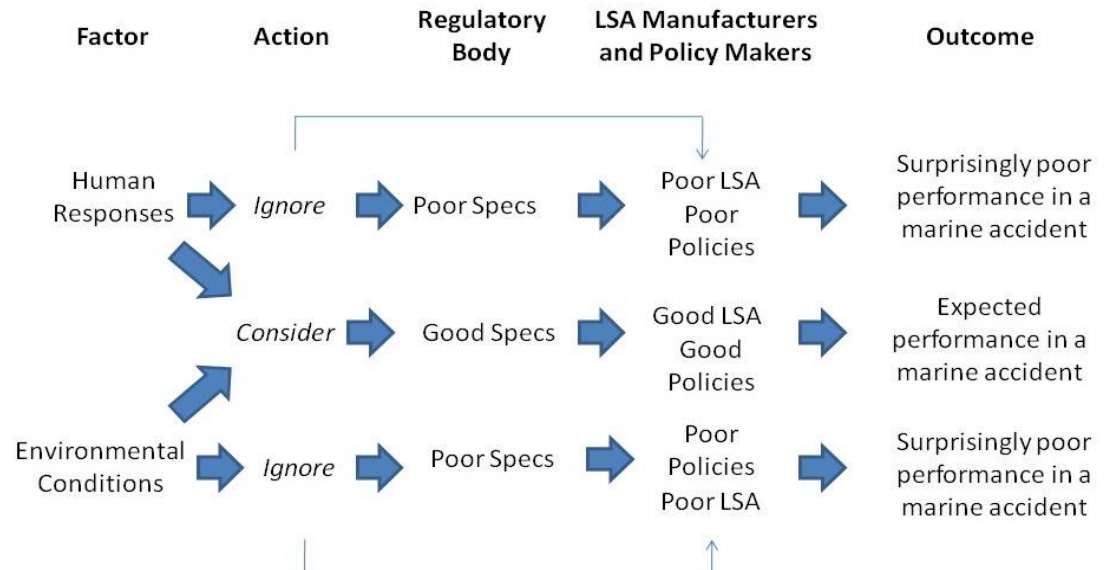 Factor
Action
Regulatory
Body
LSA Manufacturers
and Policy Makers
Outcome
Human
Responses
Ignore
Poor Specs
Poor LSA
Poor
Policies
Surprisingly poor
performance in a
marine accident
Consider
Good Specs
Good LSA
Good
Policies
Expected
performance in a
marine accident
Environmental
Conditions
Ignore
Poor Specs
Poor
Policies
Poor LSA
Surprisingly poor
performance in a
marine accident